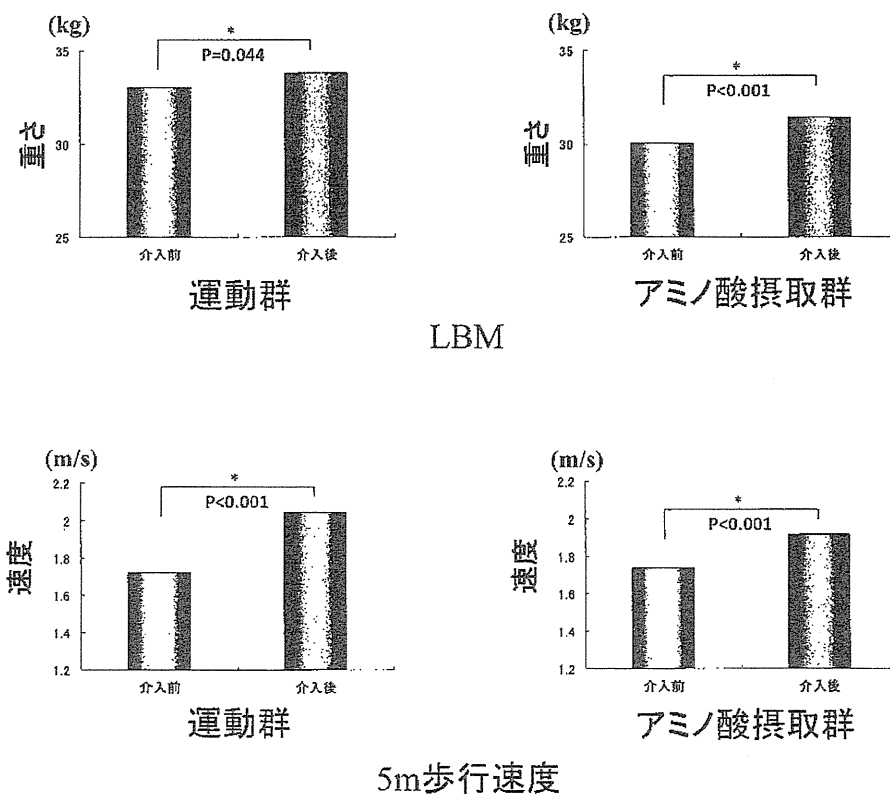 (kg)
*
P=0.044
35
30
25
重さ
介入前
介入後
運動群
(kg)
*
P<0.001
35
30
25
重さ
介入前
介入後
アミノ酸摂取群
LBM
(m/s)
*
P<0.001
2.2
2
1.8
1.6
1.4
1.2
速度
介入前
介入後
運動群
(m/s)
*
P<0.001
2.2
2
1.8
1.6
1.4
1.2
速度
介入前
介入後
アミノ酸摂取群
5m歩行速度